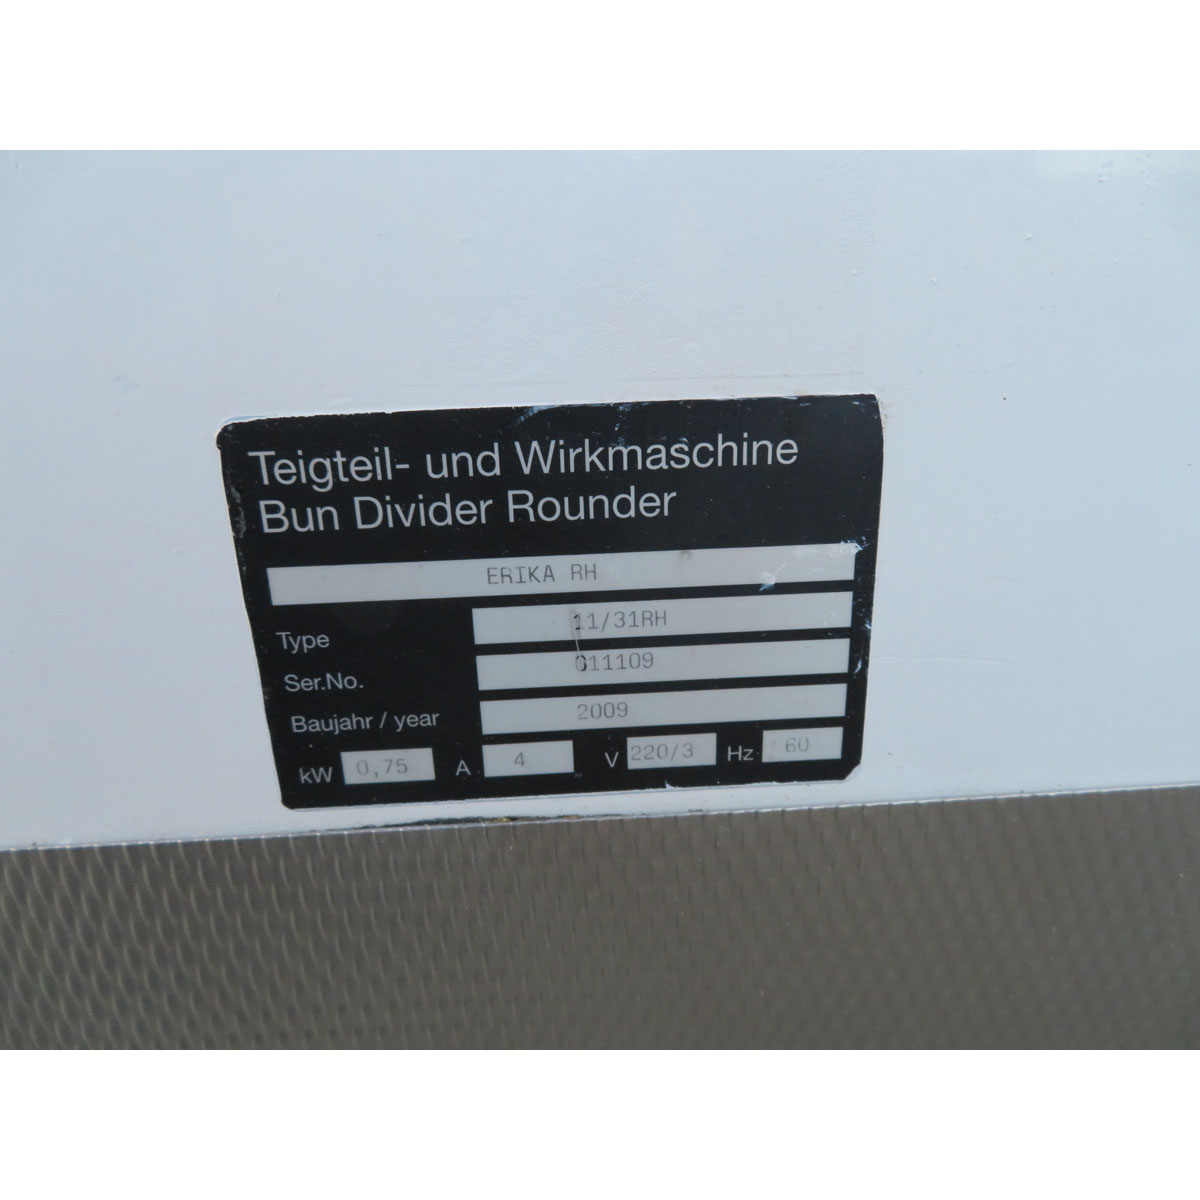 Teigteil- und Wirkmaschine
Bun Divider Rounder
ERIKA RH
Type 11/31RH
Ser.No. 011109
Baujahr / year 2009
kW 0,75 A 4 V 220/3 Hz 60